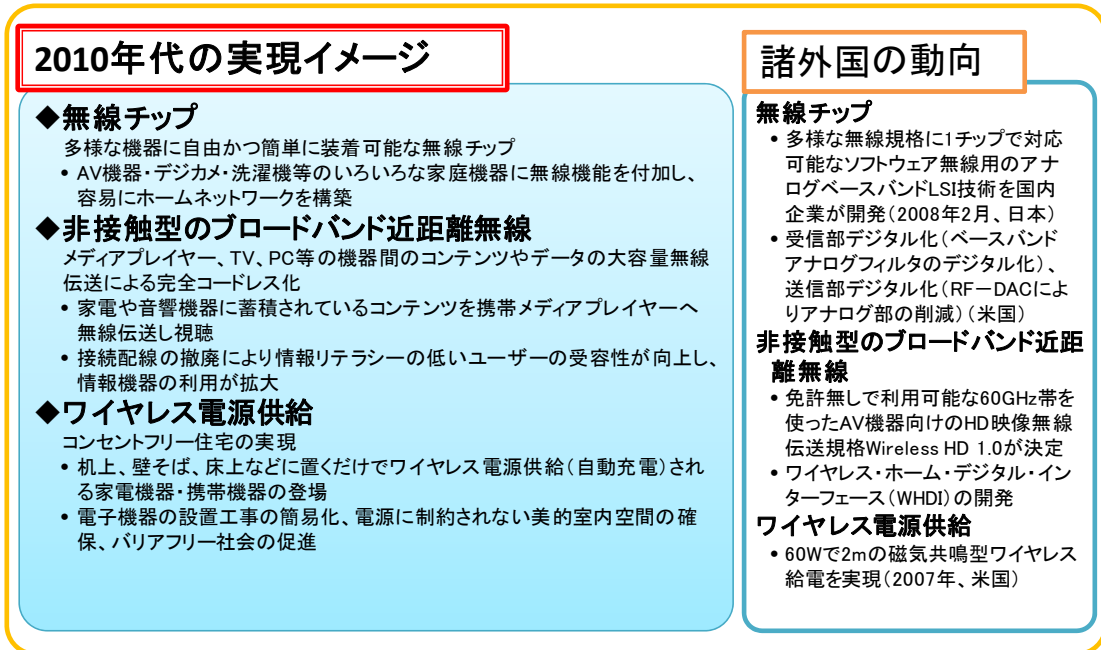 2010年代の実現イメージ
◆無線チップ
多様な機器に自由かつ簡単に装着可能な無線チップ
• AV機器・デジカメ・洗濯機等のいろいろな家庭機器に無線機能を付加し、
容易にホームネットワークを構築
◆非接触型のブロードバンド近距離無線
メディアプレイヤー、TV、PC等の機器間のコンテンツやデータの大容量無線
伝送による完全コードレス化
• 家電や音響機器に蓄積されているコンテンツを携帯メディアプレイヤーへ
無線伝送し視聴
• 接続配線の撤廃により情報リテラシーの低いユーザーの受容性が向上し、
情報機器の利用が拡大
◆ワイヤレス電源供給
コンセントフリー住宅の実現
• 机上、壁そば、床上などに置くだけでワイヤレス電源供給(自動充電)され
る家電機器・携帯機器の登場
• 電子機器の設置工事の簡易化、電源に制約されない美的室内空間の確
保、バリアフリー社会の促進
諸外国の動向
無線チップ
• 多様な無線規格に1チップで対応
可能なソフトウェア無線用のアナ
ログベースバンドLSI技術を国内
企業が開発(2008年2月、日本)
• 受信部デジタル化(ベースバンド
アナログフィルタのデジタル化)、
送信部デジタル化(RF－DACによ
りアナログ部の削減)(米国)
非接触型のブロードバンド近距
離無線
• 免許無しで利用可能な60GHz帯を
使ったAV機器向けのHD映像無線
伝送規格Wireless HD 1.0が決定
• ワイヤレス・ホーム・デジタル・イン
ターフェース(WHDI)の開発
ワイヤレス電源供給
• 60Wで2mの磁気共鳴型ワイヤレス
給電を実現(2007年、米国)